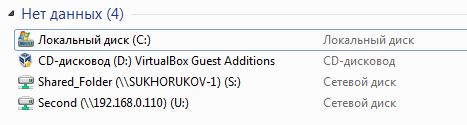 Нет данных (4)
Локальный диск (C:) Локальный диск
CD-дисковод (D:) VirtualBox Guest Additions CD-дисковод
Shared_Folder (\\SUKHORUKOV-1) (S:) Сетевой диск
Second (\\192.168.0.110) (U:) Сетевой диск